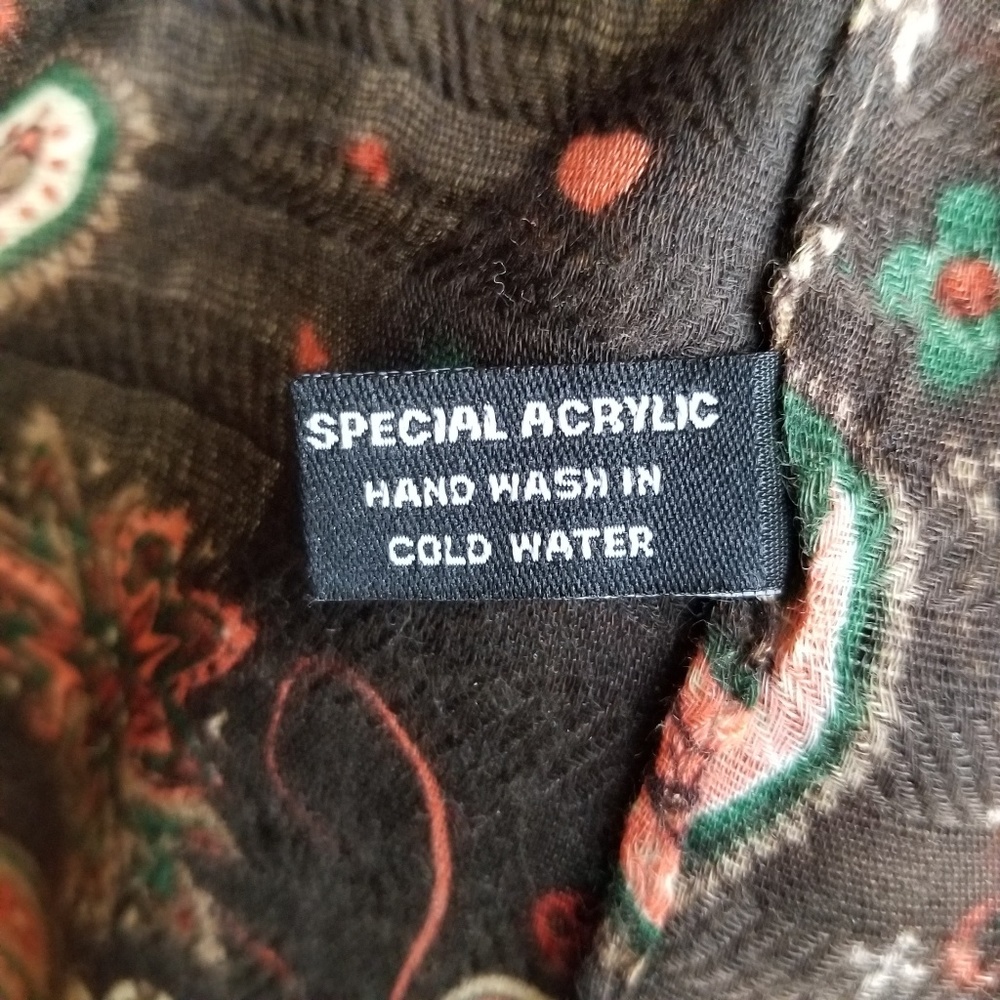 SPECIAL ACRYLIC
HAND WASH IN
COLD WATER